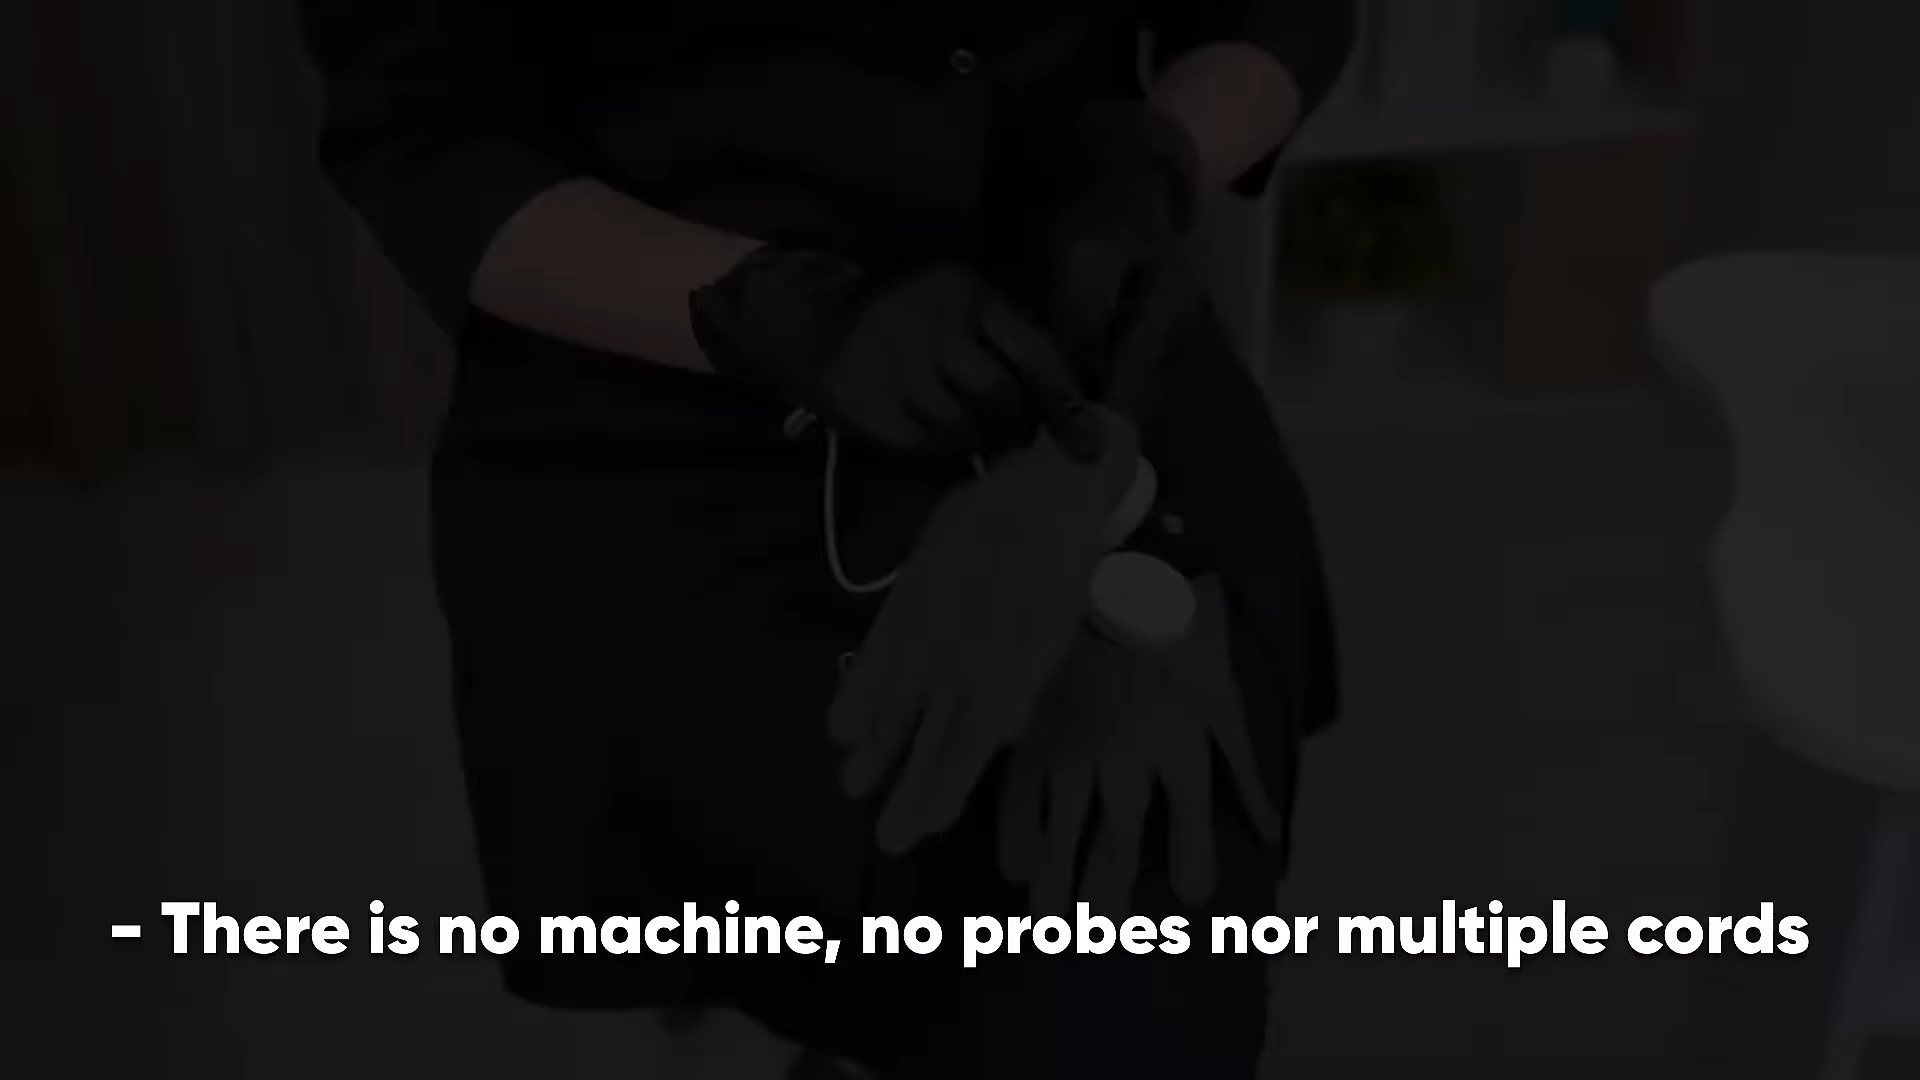 - There is no machine, no probes nor multiple cords